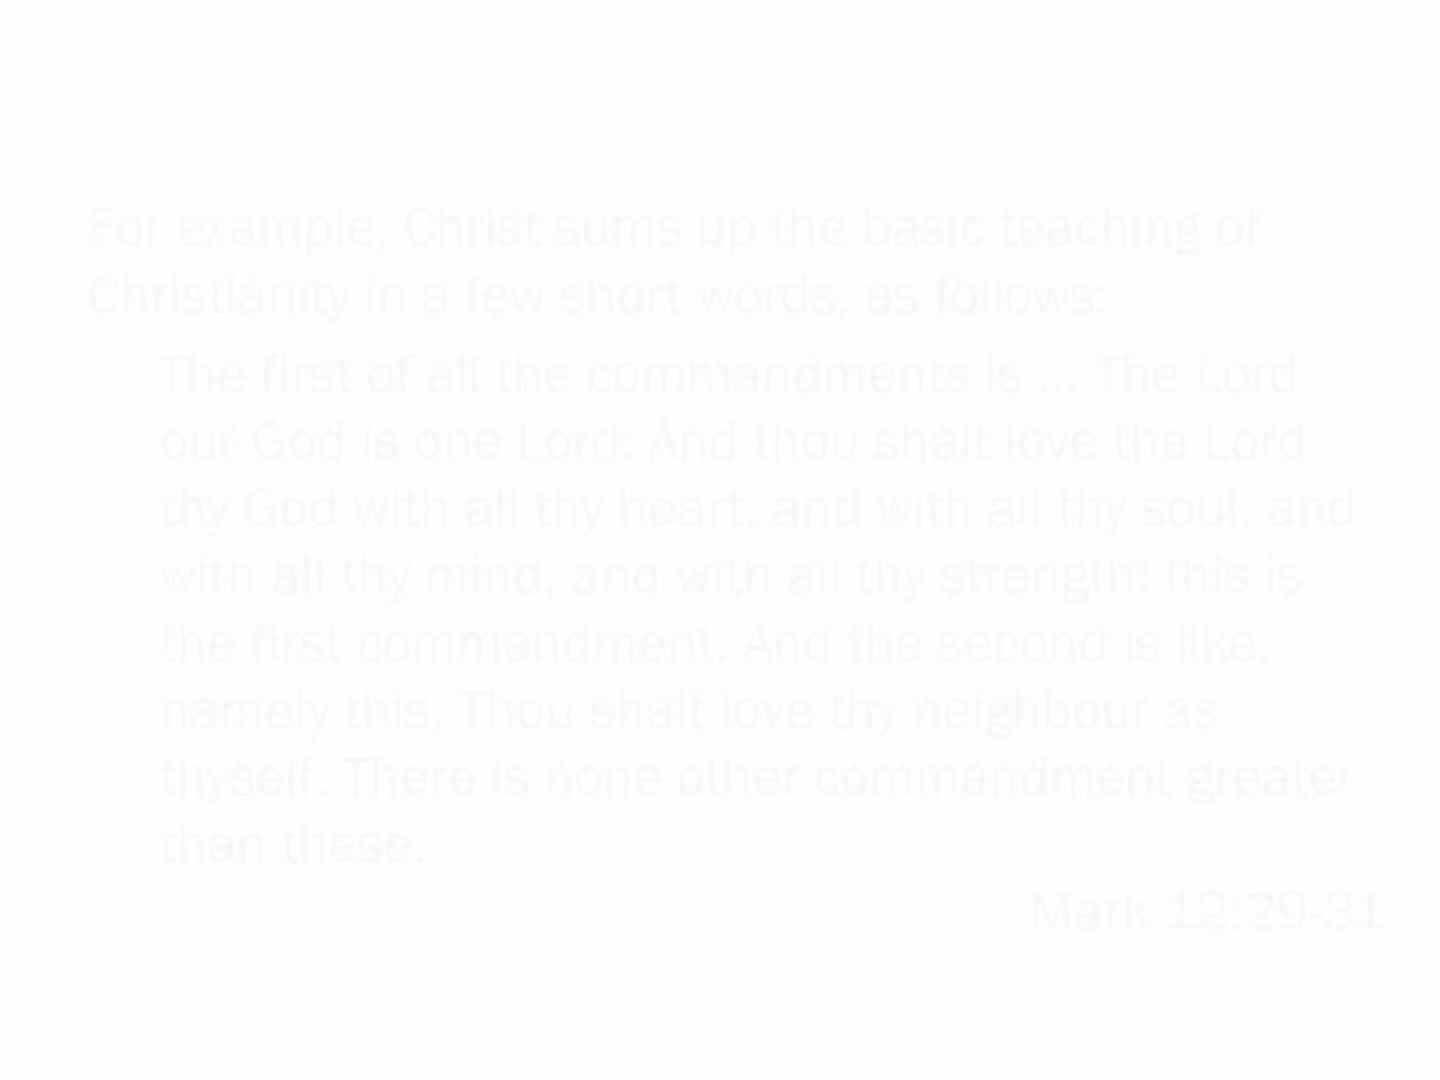 For example, Christ sums up the basic teaching of
Christianity in a few short words, as follows:
The first of all the commandments is ... The Lord
our God is one Lord: And thou shalt love the Lord
thy God with all thy heart, and with all thy soul, and
with all thy mind, and with all thy strength: this is
the first commandment. And the second is like,
namely this, Thou shalt love thy neighbour as
thyself. There is none other commandment greater
than these.
Mark 12:29-31